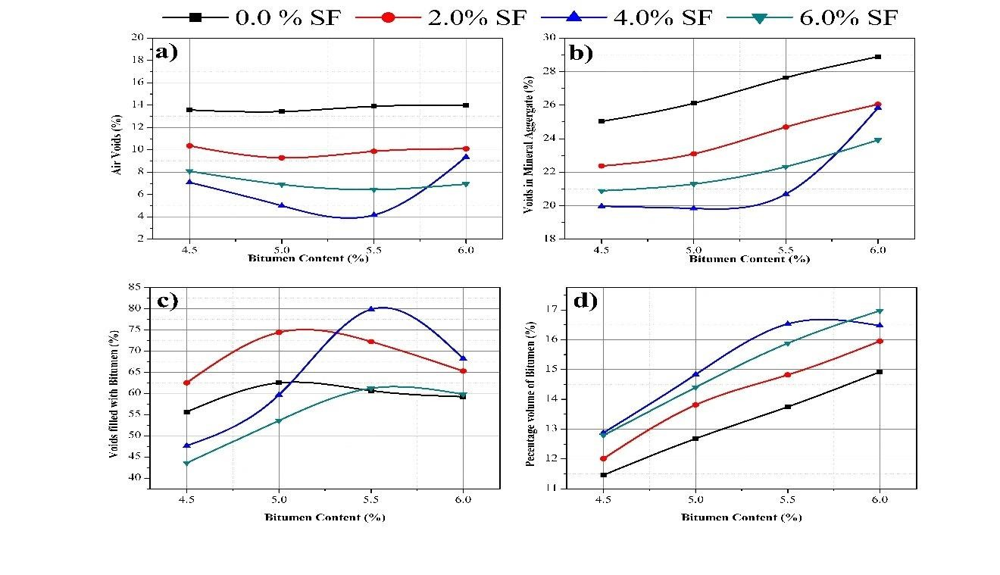 0.0 % SF 2.0% SF 4.0% SF 6.0% SF
a)
20
18
16
14
12
10
8
6
4
2
Air Voids (%)
4.5 5.0 5.5 6.0
Bitumen Content (%)
b)
30
28
26
24
22
20
18
Voids in Mineral Aggergate (%)
4.5 5.0 5.5 6.0
Bitumen Content (%)
c)
85
80
75
70
65
60
55
50
45
40
Voids filled with Bitumen (%)
4.5 5.0 5.5 6.0
Bitumen Content (%)
d)
17
16
15
14
13
12
11
Pecentage volume of Bitumen (%)
4.5 5.0 5.5 6.0
Bitumen Content (%)